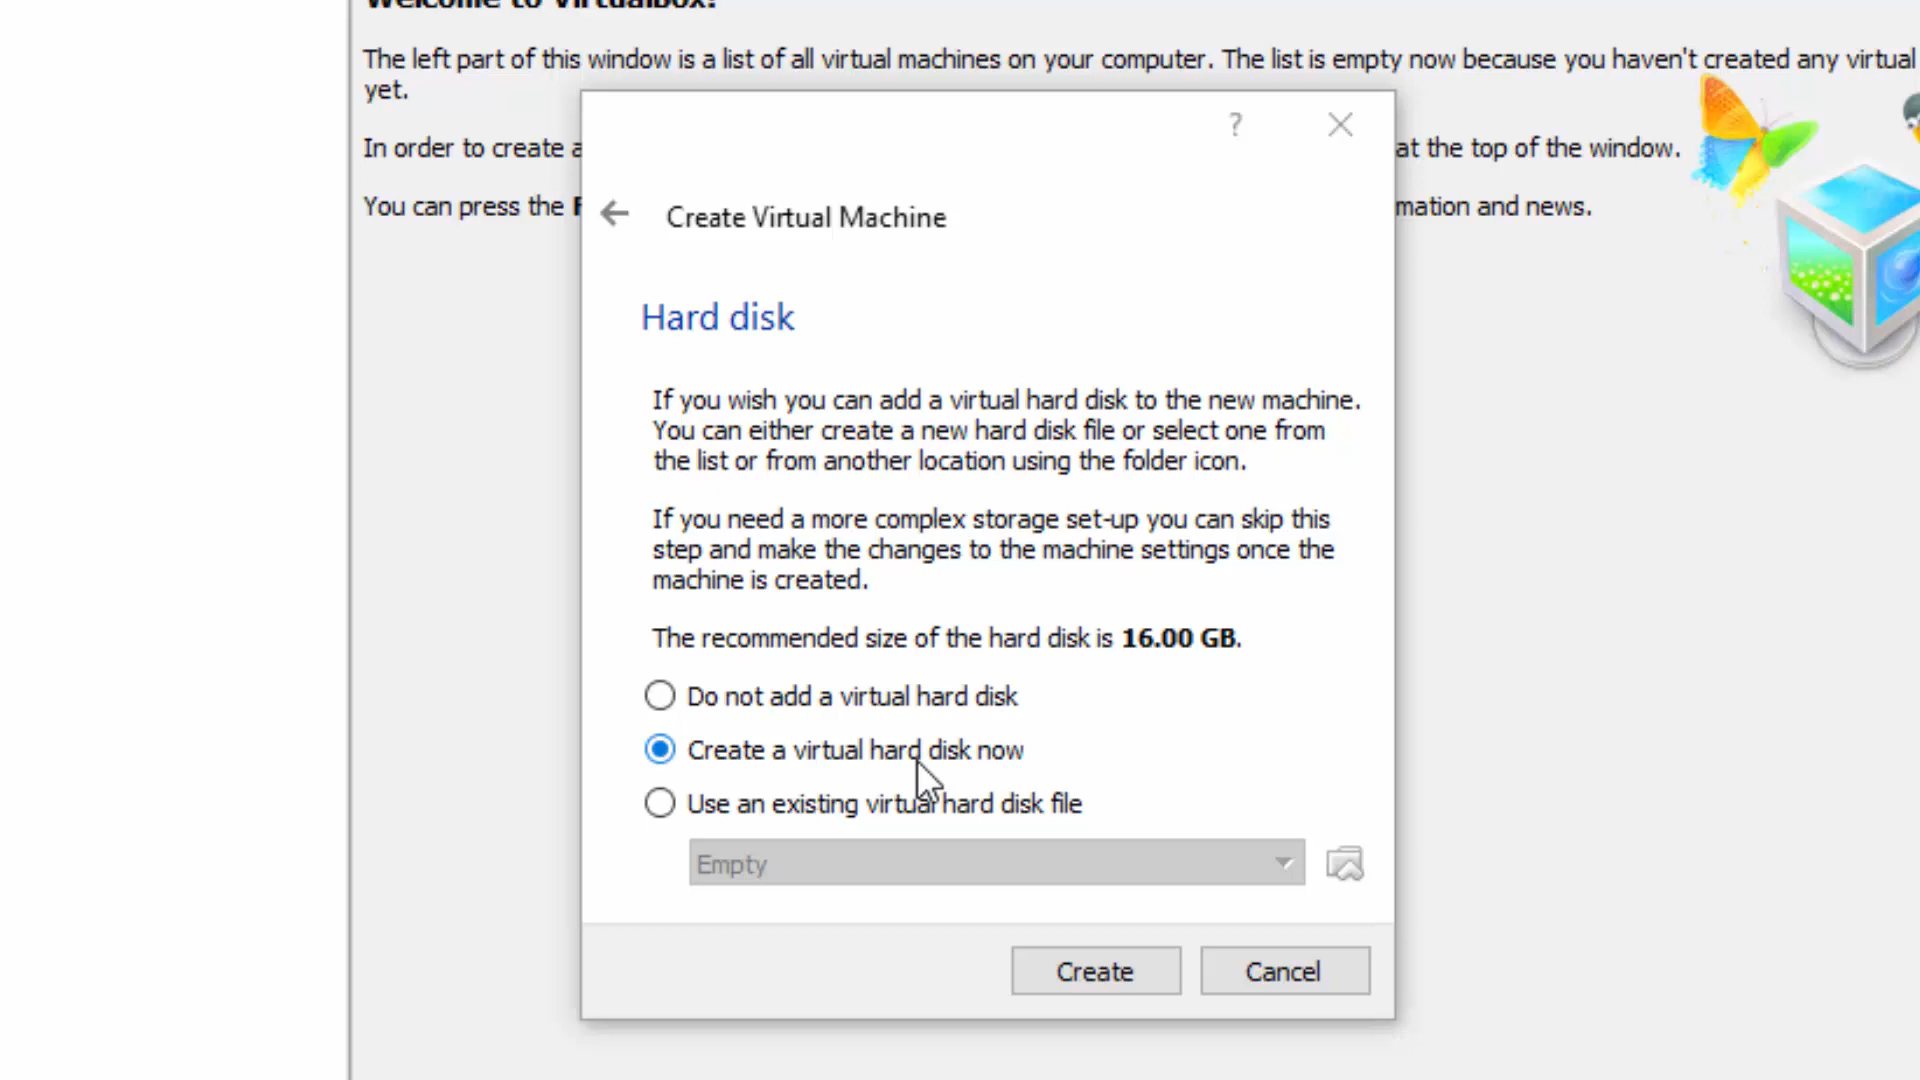 Welcome to VirtualBox!
The left part of this window is a list of all virtual machines on your computer. The list is empty now because you haven't created any virtual
yet.
In order to create a
at the top of the window.
You can press the F
mation and news.
?
Create Virtual Machine
Hard disk
If you wish you can add a virtual hard disk to the new machine.
You can either create a new hard disk file or select one from
the list or from another location using the folder icon.
If you need a more complex storage set-up you can skip this
step and make the changes to the machine settings once the
machine is created.
The recommended size of the hard disk is 16.00 GB.
Do not add a virtual hard disk
Create a virtual hard disk now
Use an existing virtual hard disk file
Empty
Create
Cancel